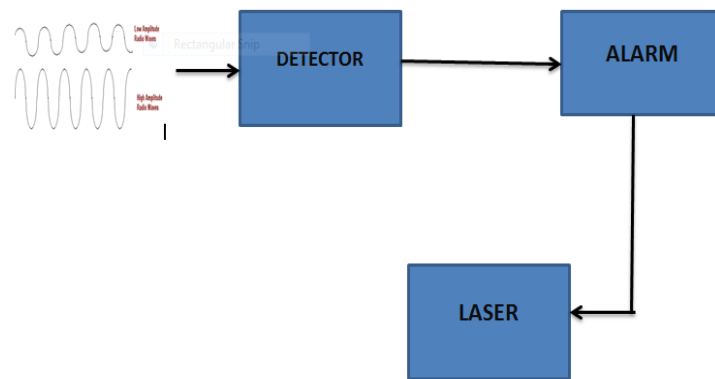 Low Amplitude
Radio Waves
Rectangular Snip
High Amplitude
Radio Waves
DETECTOR
ALARM
LASER